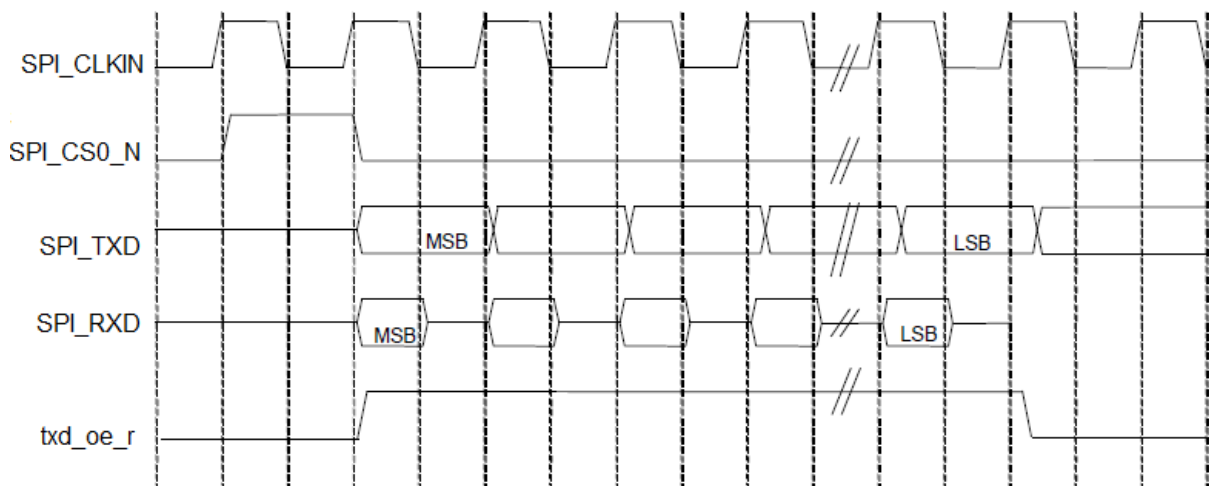 SPI_CLKIN
SPI_CS0_N
SPI_TXD
MSB
LSB
SPI_RXD
MSB
LSB
txd_oe_r